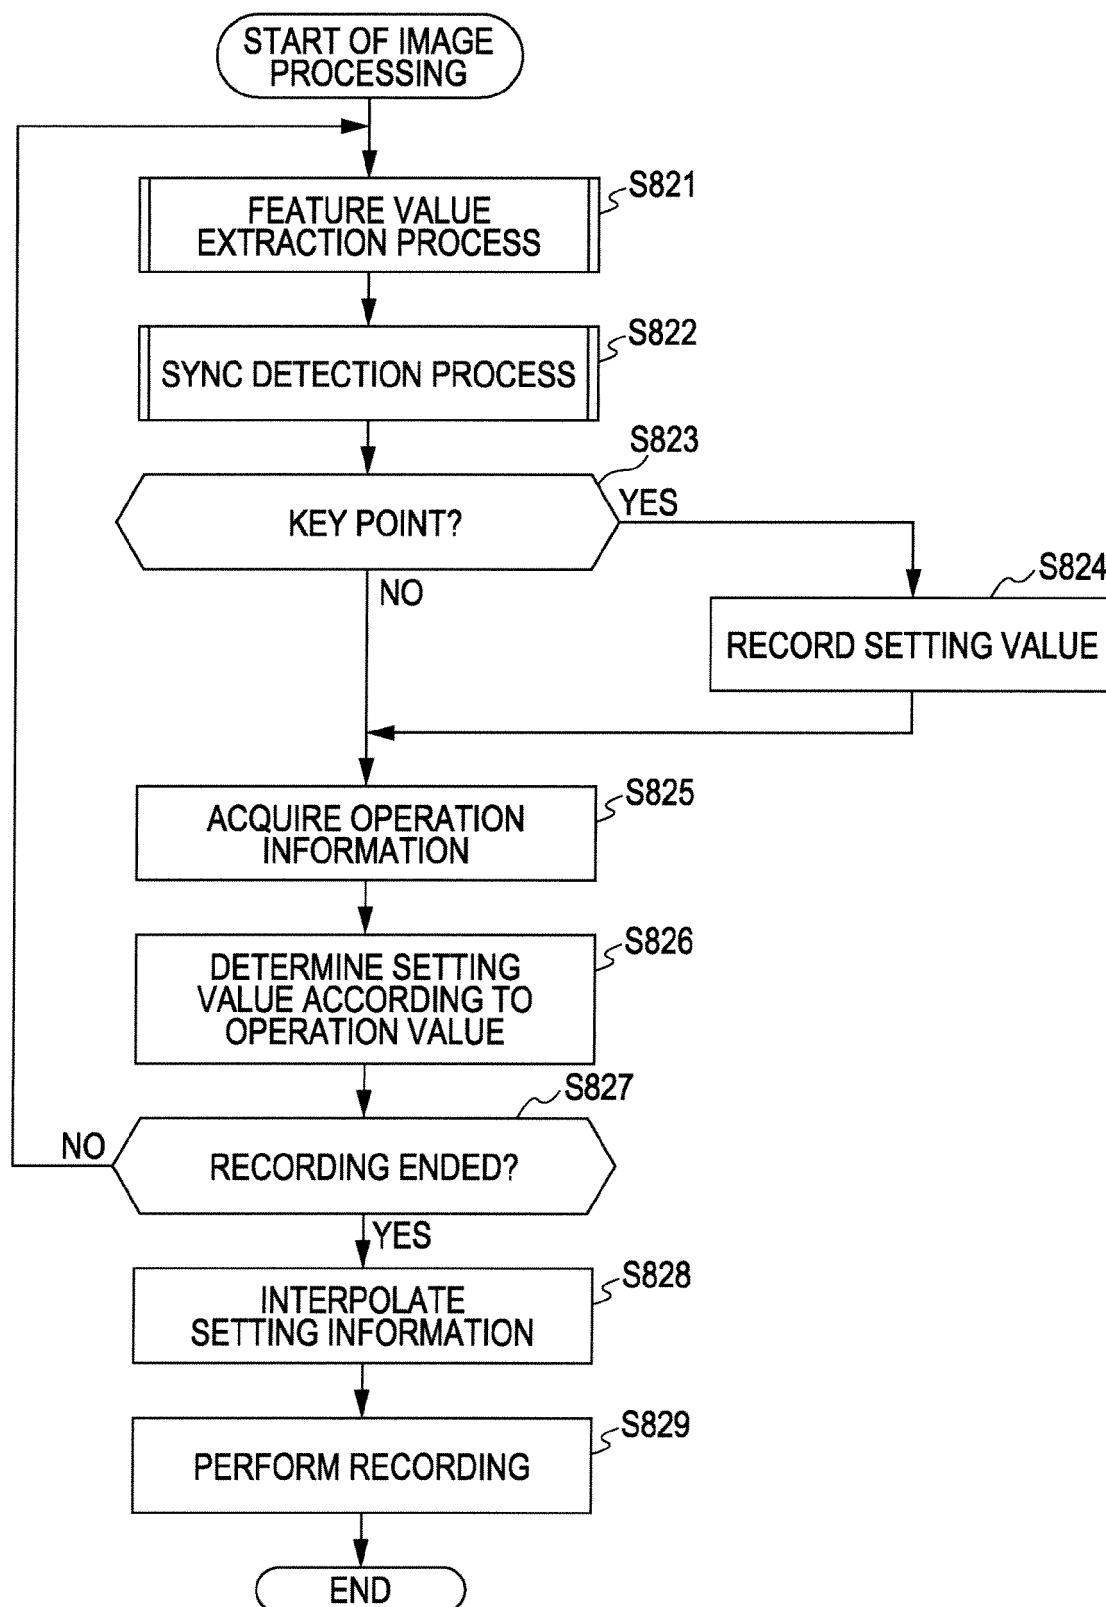 START OF IMAGE
PROCESSING
S821
FEATURE VALUE
EXTRACTION PROCESS
S822
SYNC DETECTION PROCESS
S823
KEY POINT?
YES
NO
S824
RECORD SETTING VALUE
S825
ACQUIRE OPERATION
INFORMATION
S826
DETERMINE SETTING
VALUE ACCORDING TO
OPERATION VALUE
S827
NO
RECORDING ENDED?
YES
S828
INTERPOLATE
SETTING INFORMATION
S829
PERFORM RECORDING
END